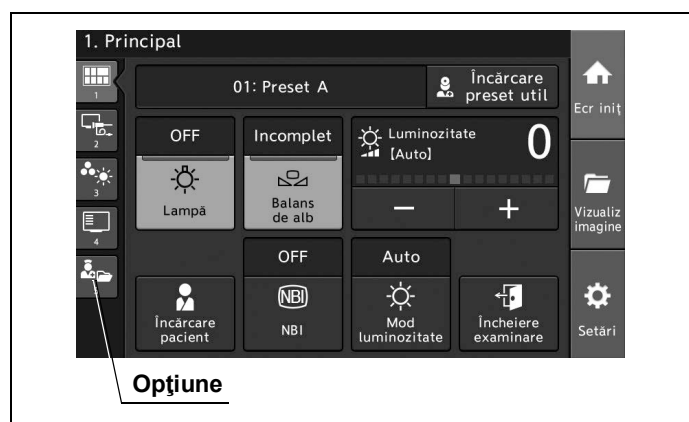 1. Principal
1
2
3
4
01: Preset A
Încărcare
preset util
OFF
Lampă
Incomplet
Balans
de alb
Luminozitate
[Auto]
0
−
+
Încărcare
pacient
OFF
NBI
NBI
Auto
Mod
luminozitate
Încheiere
examinare
Ecr iniţ
Vizualiz
imagine
Setări
Opţiune